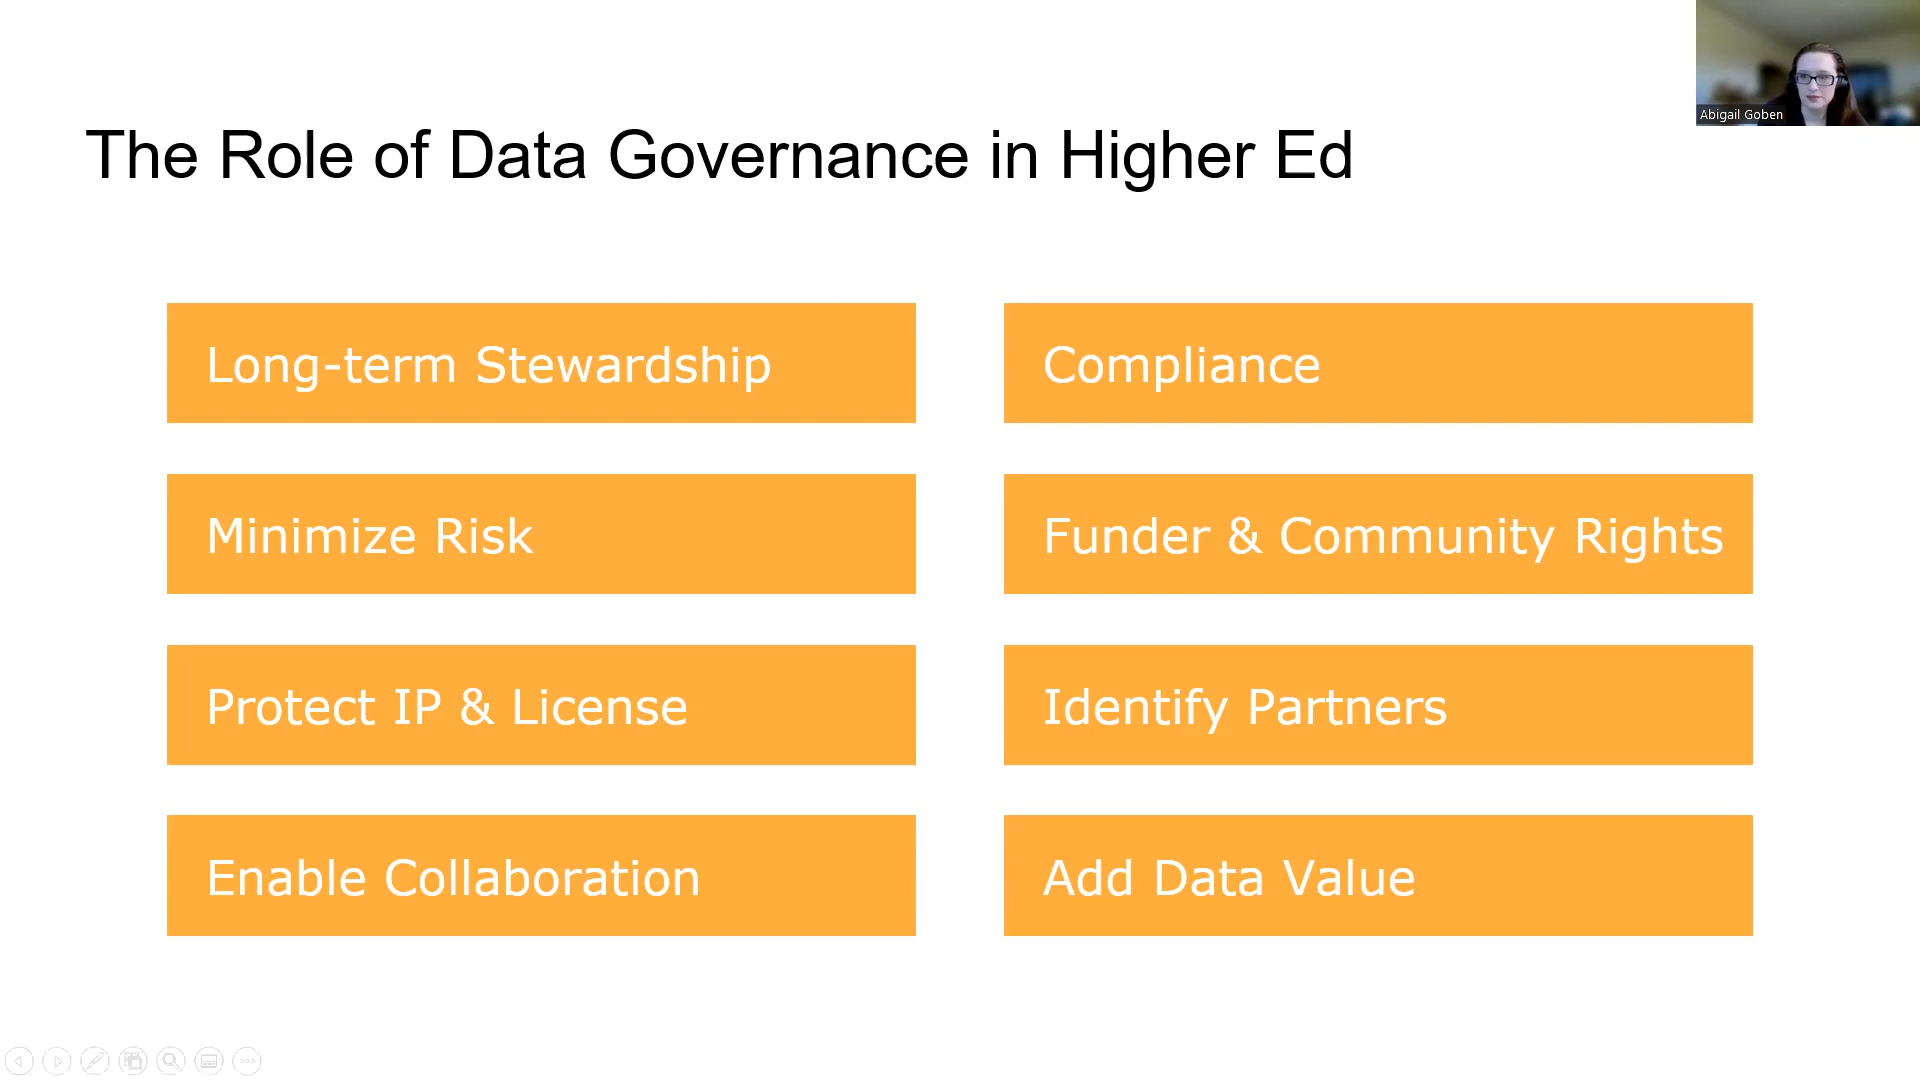 Abigail Goben
The Role of Data Governance in Higher Ed
Long-term Stewardship
Compliance
Minimize Risk
Funder & Community Rights
Protect IP & License
Identify Partners
Enable Collaboration
Add Data Value